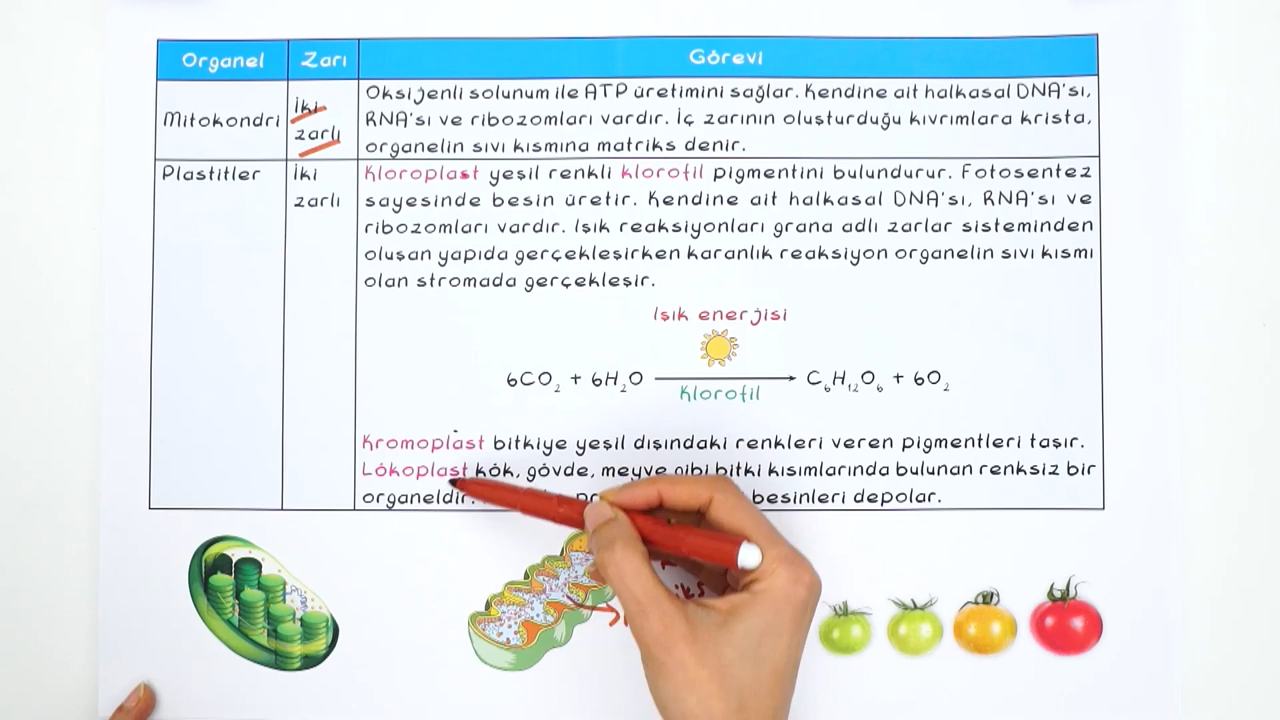 Organel Zarı Görevi
Mitokondri
İki
zarlı
Oksijenli solunum ile ATP üretimini sağlar. Kendine ait halkasal DNA'sı,
RNA'sı ve ribozomları vardır. İç zarının oluşturduğu kıvrımlara krista,
organelin sıvı kısmına matriks denir.
Plastitler
İki
zarlı
Kloroplast yeşil renkli klorofil pigmentini bulundurur. Fotosentez
sayesinde besin üretir. Kendine ait halkasal DNA'sı, RNA'sı ve
ribozomları vardır. Işık reaksiyonları grana adlı zarlar sisteminden
oluşan yapıda gerçekleşirken karanlık reaksiyon organelin sıvı kısmı
olan stromada gerçekleşir.
Işık enerjisi
6CO₂ + 6H₂O C₆H₁₂O₆ + 6O₂
Klorofil
Kromoplast bitkiye yeşil dışındaki renkleri veren pigmentleri taşır.
Lökoplast kök, gövde, meyve gibi bitki kısımlarında bulunan renksiz bir
organeldir. besinleri depolar.